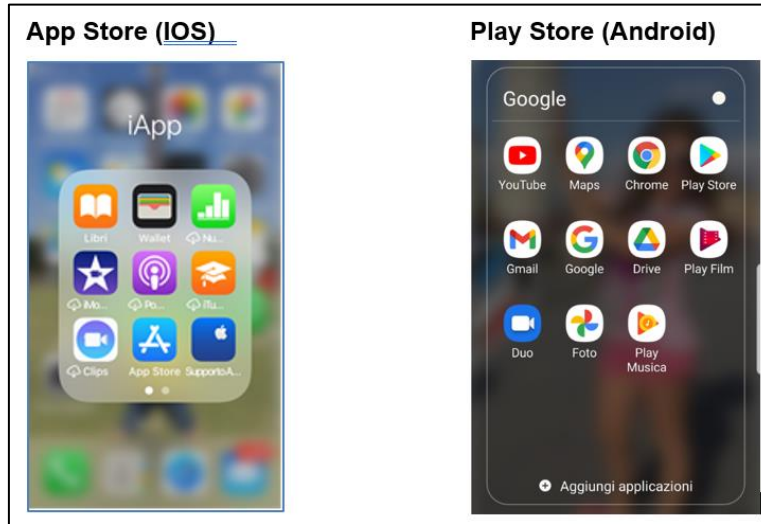 App Store (IOS)
Play Store (Android)
iApp
Libri
Wallet
Nu...
iMo...
Po...
iTu...
Clips
App Store
Supporto A...
Google
YouTube
Maps
Chrome
Play Store
Gmail
Google
Drive
Play Film
Duo
Foto
Play
Musica
Aggiungi applicazioni